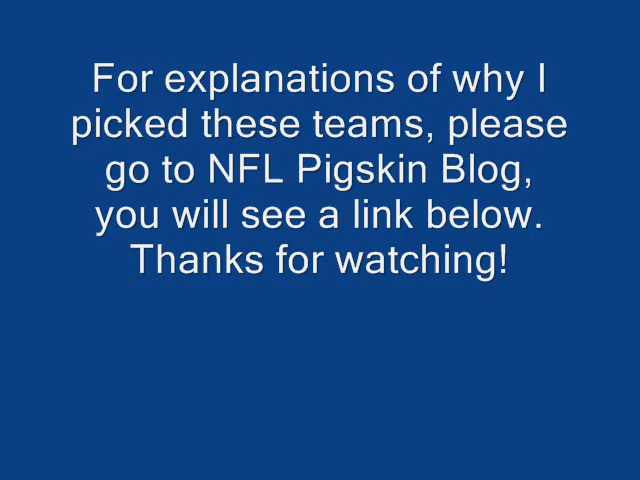 For explanations of why I
picked these teams, please
go to NFL Pigskin Blog,
you will see a link below.
Thanks for watching!